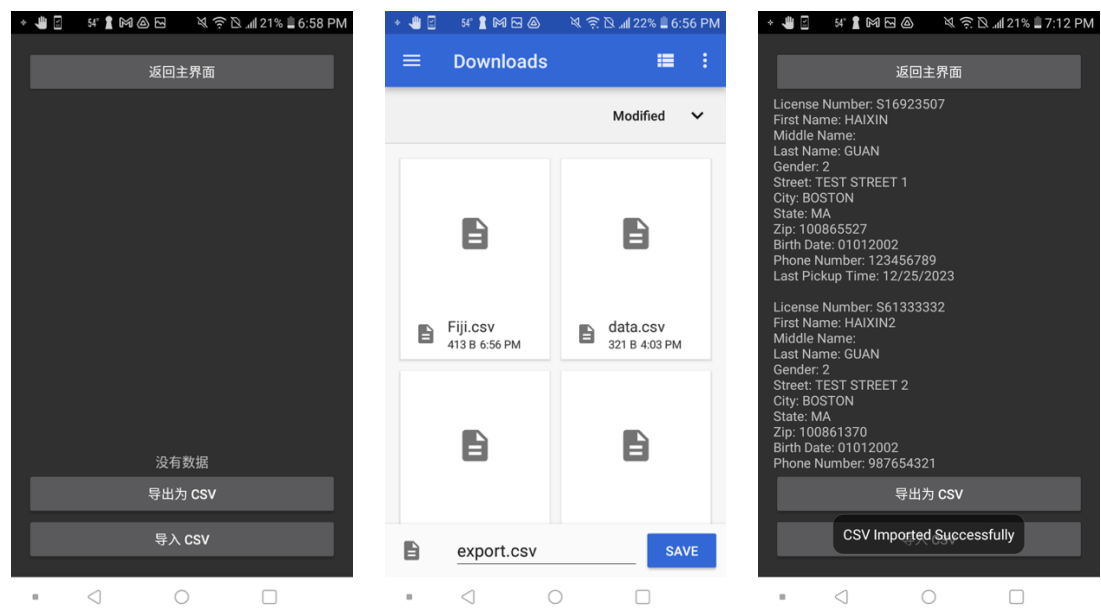 54° 21% 6:58 PM
返回主界面
没有数据
导出为 CSV
导入 CSV
54° 22% 6:56 PM
Downloads
Modified
Fiji.csv
413 B 6:56 PM
data.csv
321 B 4:03 PM
export.csv
SAVE
54° 21% 7:12 PM
返回主界面
License Number: S16923507
First Name: HAIXIN
Middle Name:
Last Name: GUAN
Gender: 2
Street: TEST STREET 1
City: BOSTON
State: MA
Zip: 100865527
Birth Date: 01012002
Phone Number: 123456789
Last Pickup Time: 12/25/2023
License Number: S61333332
First Name: HAIXIN2
Middle Name:
Last Name: GUAN
Gender: 2
Street: TEST STREET 2
City: BOSTON
State: MA
Zip: 100861370
Birth Date: 01012002
Phone Number: 987654321
导出为 CSV
CSV Imported Successfully